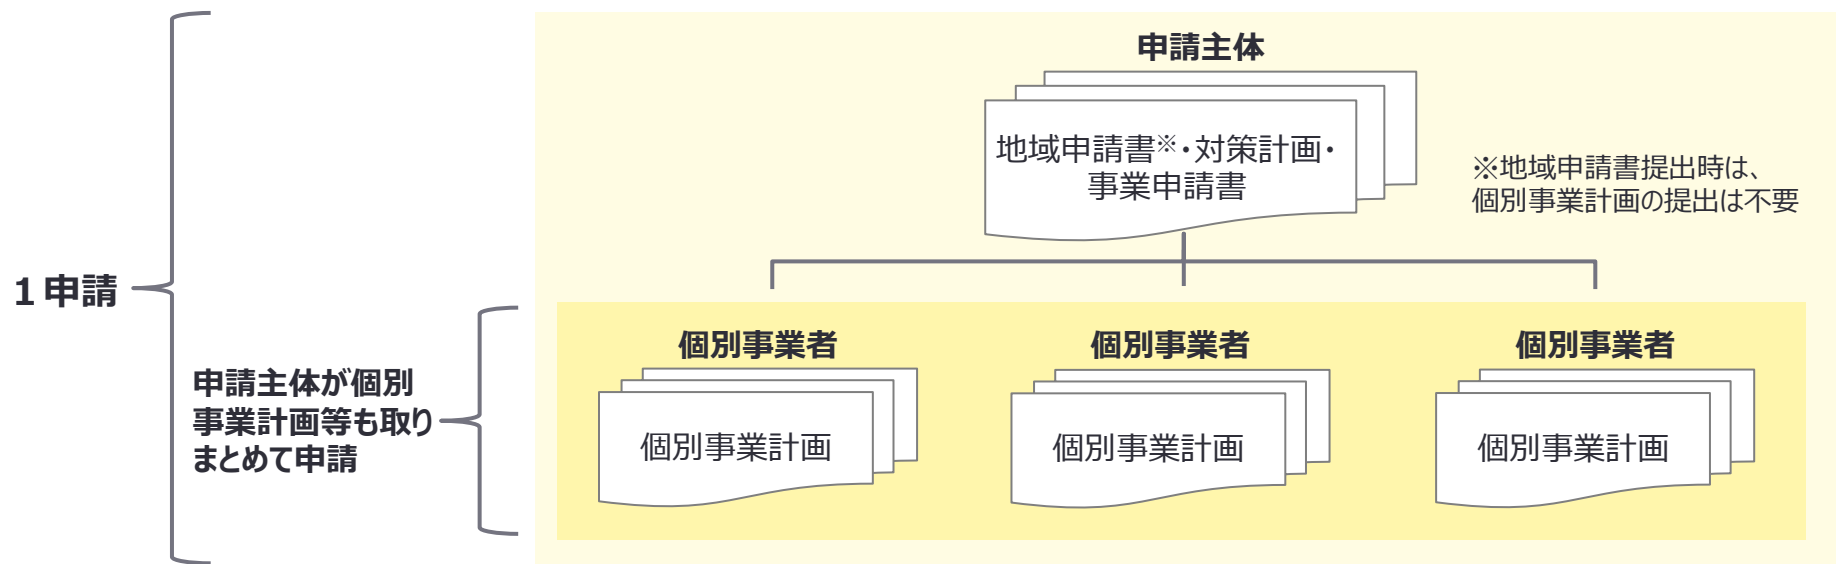 申請主体
地域申請書※・対策計画・
事業申請書
※地域申請書提出時は、
個別事業計画の提出は不要
1申請
申請主体が個別
事業計画等も取り
まとめて申請
個別事業者
個別事業計画
個別事業者
個別事業計画
個別事業者
個別事業計画